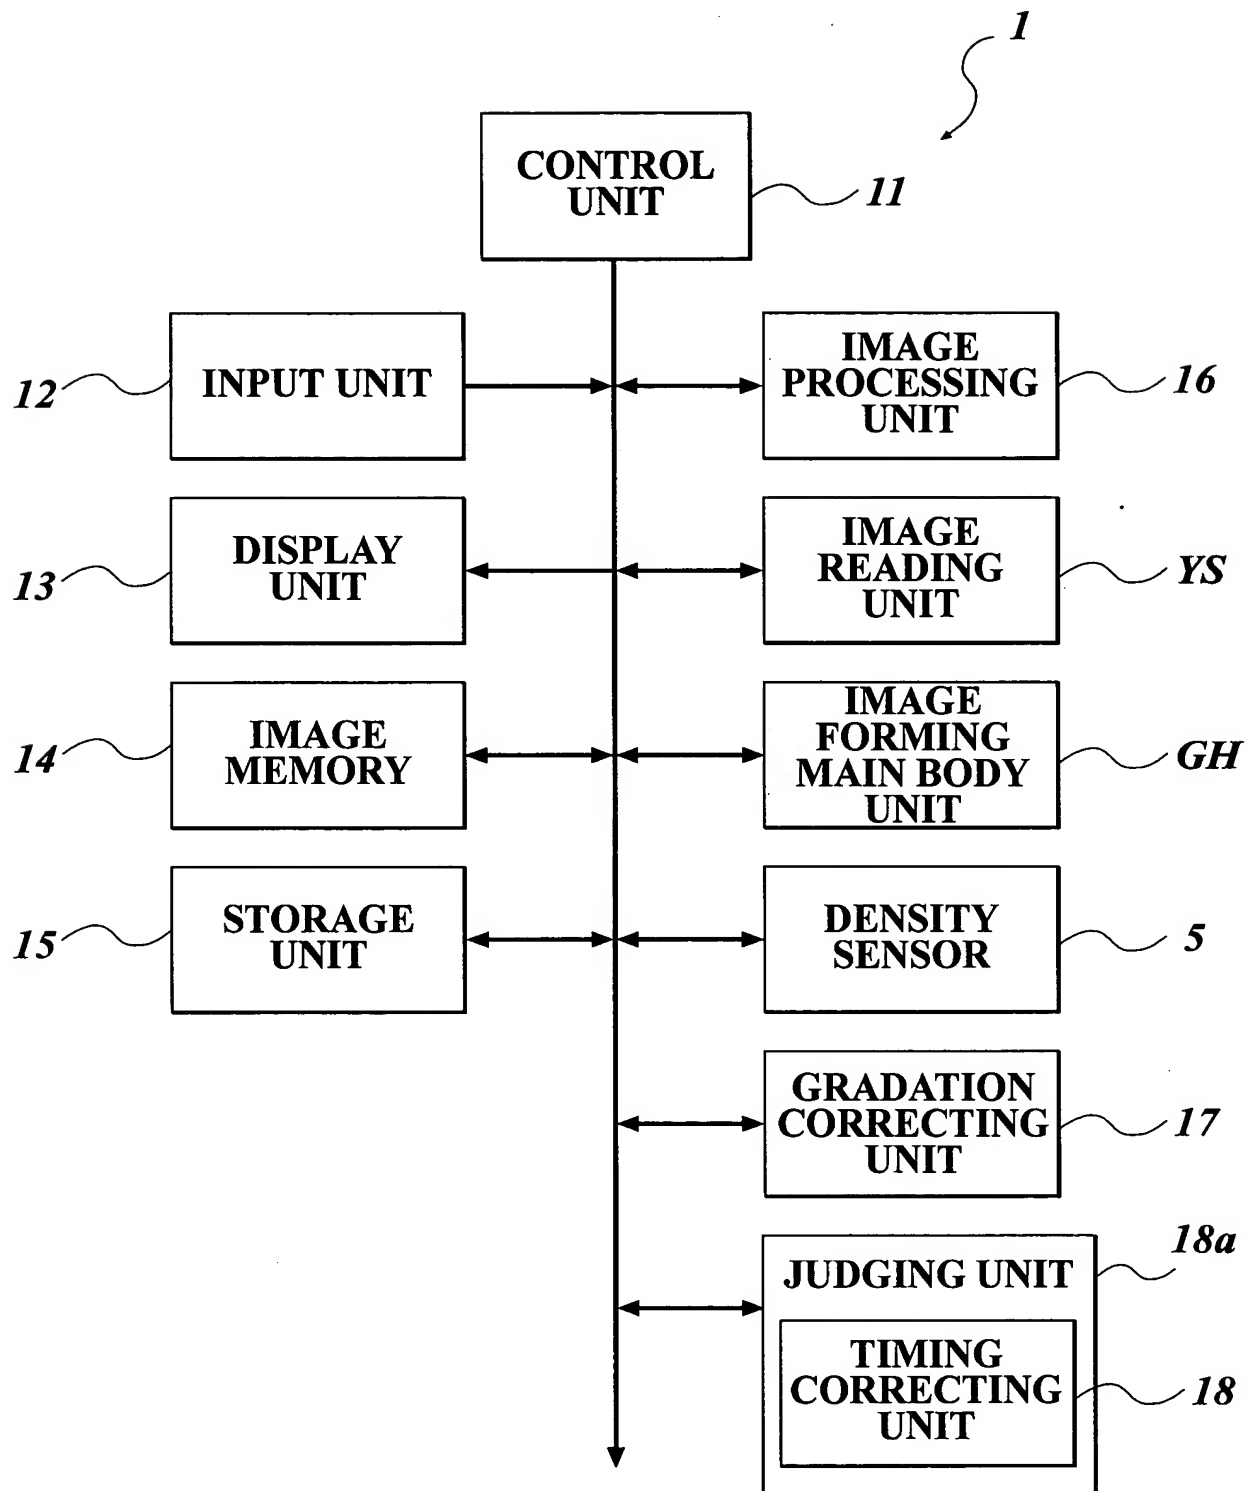 1
CONTROL
UNIT
11
12
INPUT UNIT
IMAGE
PROCESSING
UNIT
16
13
DISPLAY
UNIT
IMAGE
READING
UNIT
YS
14
IMAGE
MEMORY
IMAGE
FORMING
MAIN BODY
UNIT
GH
15
STORAGE
UNIT
DENSITY
SENSOR
5
GRADATION
CORRECTING
UNIT
17
JUDGING UNIT
18a
TIMING
CORRECTING
UNIT
18